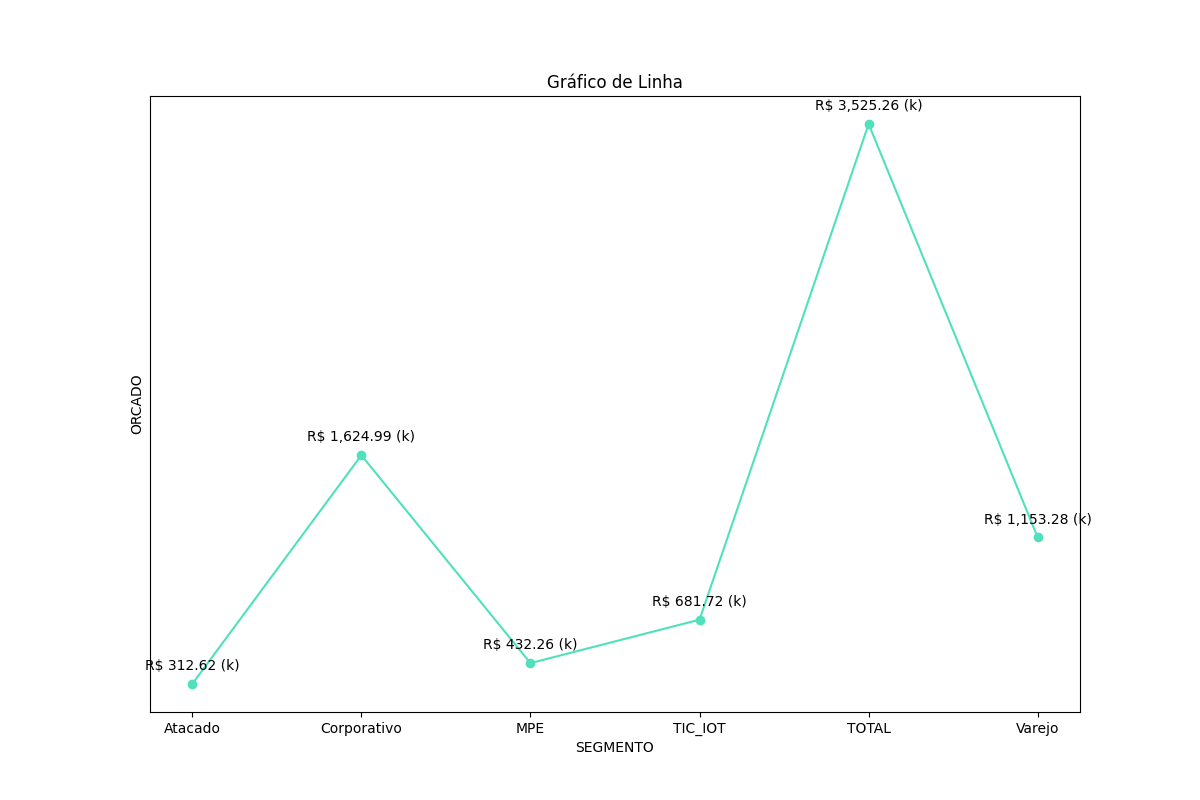 Gráfico de Linha
R$ 3,525.26 (k)
R$ 1,624.99 (k)
R$ 1,153.28 (k)
R$ 681.72 (k)
R$ 432.26 (k)
R$ 312.62 (k)
ORCADO
Atacado Corporativo MPE TIC_IOT TOTAL Varejo
SEGMENTO